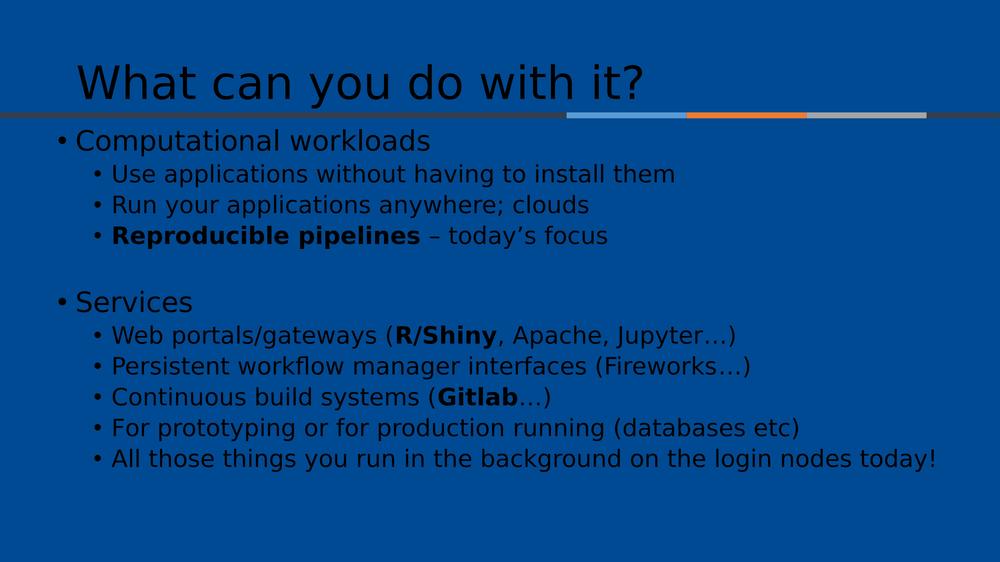 What can you do with it?
• Computational workloads
• Use applications without having to install them
• Run your applications anywhere; clouds
• Reproducible pipelines – today’s focus
• Services
• Web portals/gateways (R/Shiny, Apache, Jupyter…)
• Persistent workflow manager interfaces (Fireworks…)
• Continuous build systems (Gitlab…)
• For prototyping or for production running (databases etc)
• All those things you run in the background on the login nodes today!